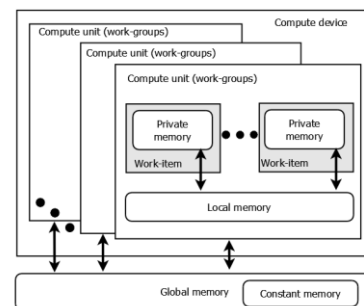 Compute device
Compute unit (work-groups)
Compute unit (work-groups)
Compute unit (work-groups)
Private
memory
Work-item
Private
memory
Work-item
Local memory
Global memory
Constant memory